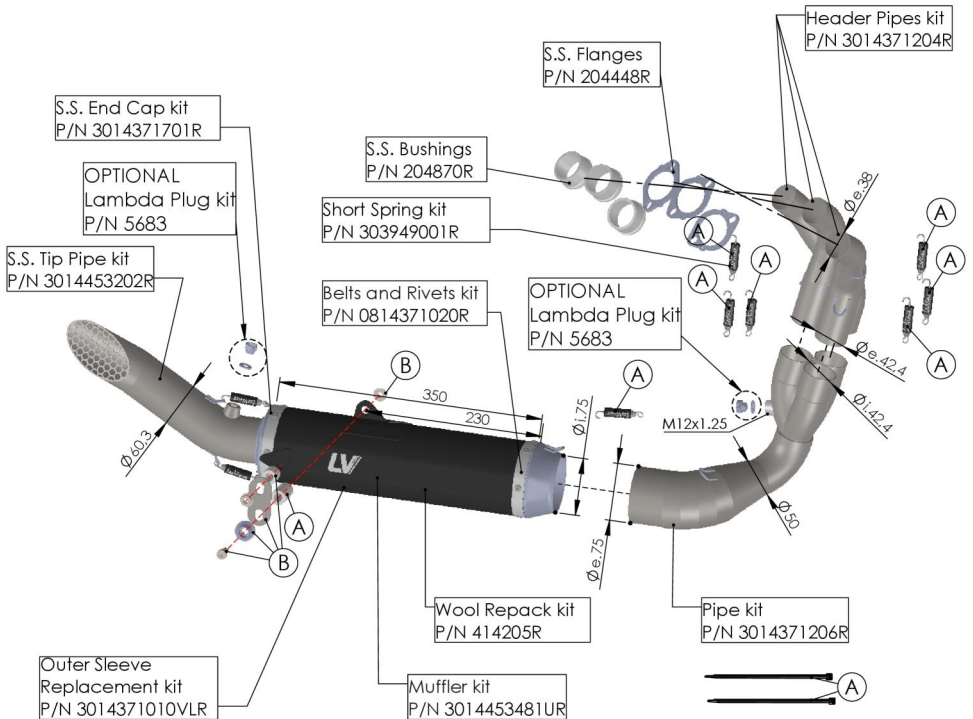 Header Pipes kit
P/N 3014371204R
S.S. Flanges
P/N 204448R
S.S. End Cap kit
P/N 3014371701R
S.S. Bushings
P/N 204870R
OPTIONAL
Lambda Plug kit
P/N 5683
Short Spring kit
P/N 303949001R
S.S. Tip Pipe kit
P/N 3014453202R
Belts and Rivets kit
P/N 0814371020R
OPTIONAL
Lambda Plug kit
P/N 5683
Øe.38
A
A
A
A
A
A
Øe.42.4
Øi.42.4
B
A
350
230
Øi.75
M12x1.25
Ø60.3
LV
A
B
Øe.75
Ø50
Wool Repack kit
P/N 414205R
Pipe kit
P/N 3014371206R
Outer Sleeve
Replacement kit
P/N 3014371010VLR
Muffler kit
P/N 3014453481UR
A